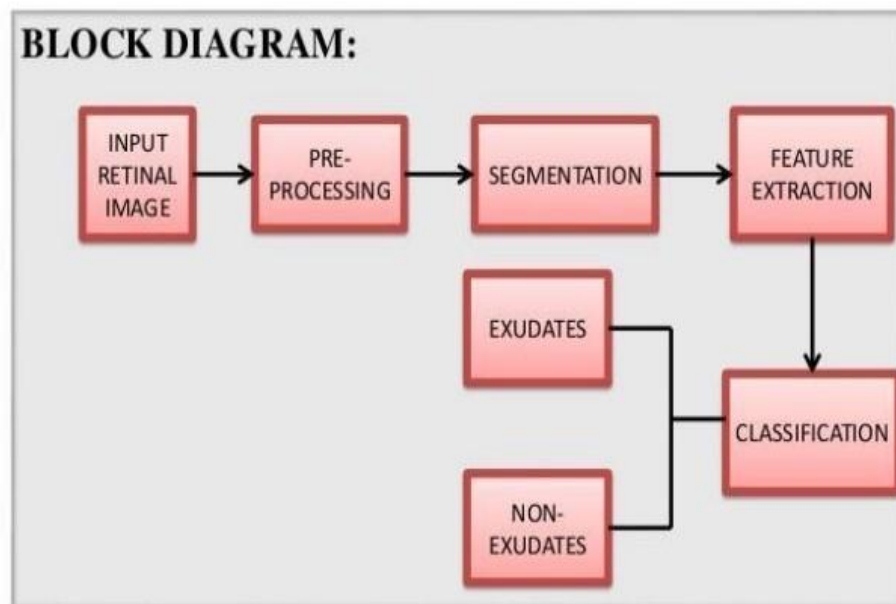 BLOCK DIAGRAM:
INPUT
RETINAL
IMAGE
PRE-
PROCESSING
SEGMENTATION
FEATURE
EXTRACTION
EXUDATES
CLASSIFICATION
NON-
EXUDATES